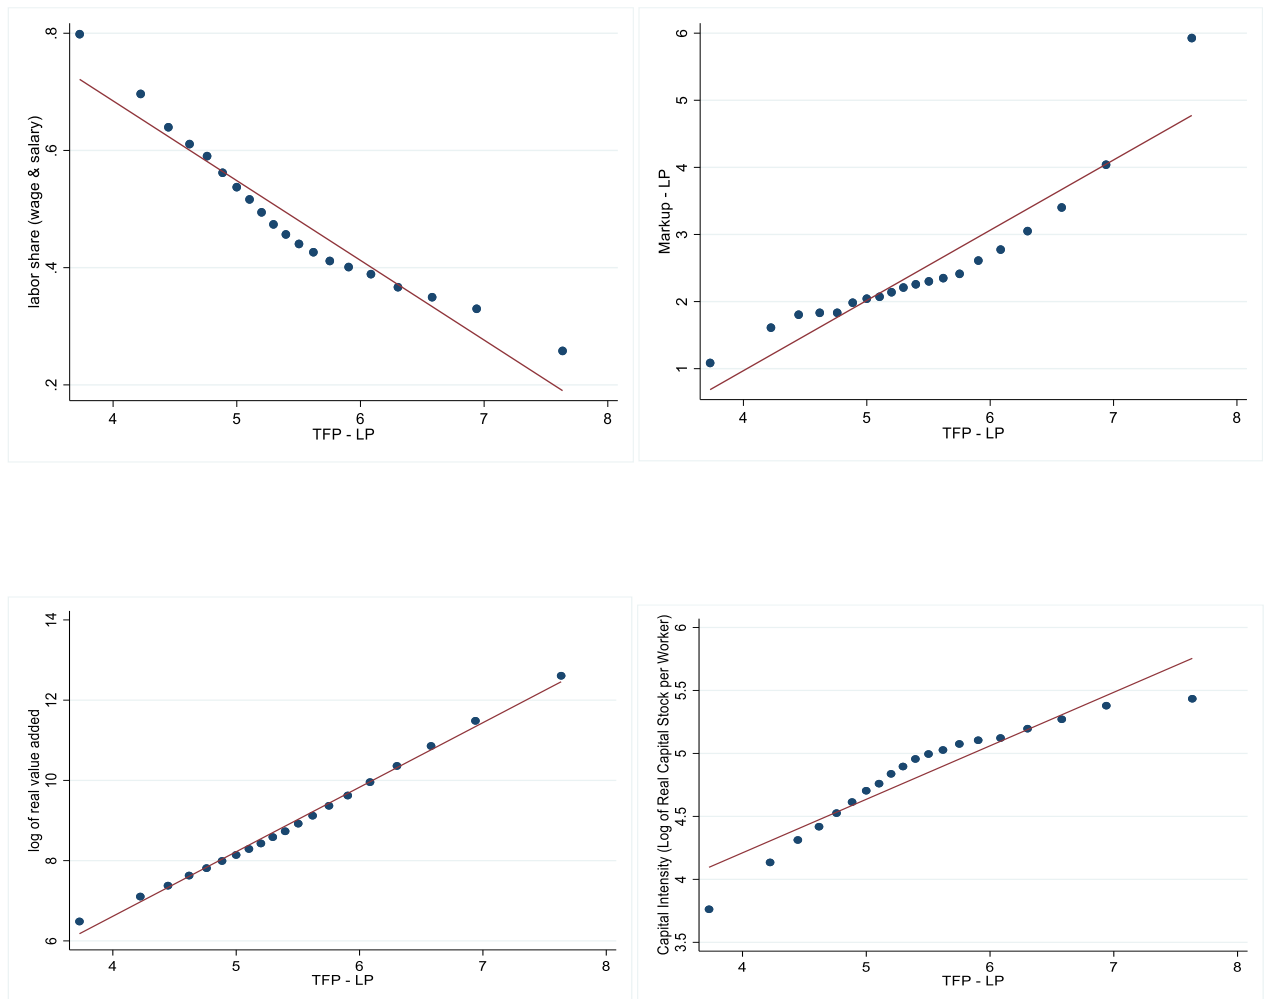 labor share (wage & salary)
.8
.6
.4
.2
4 5 6 7 8
TFP - LP
Markup - LP
6
5
4
3
2
1
4 5 6 7 8
TFP - LP
log of real value added
14
12
10
8
6
4 5 6 7 8
TFP - LP
Capital Intensity (Log of Real Capital Stock per Worker)
6
5.5
5
4.5
4
3.5
4 5 6 7 8
TFP - LP